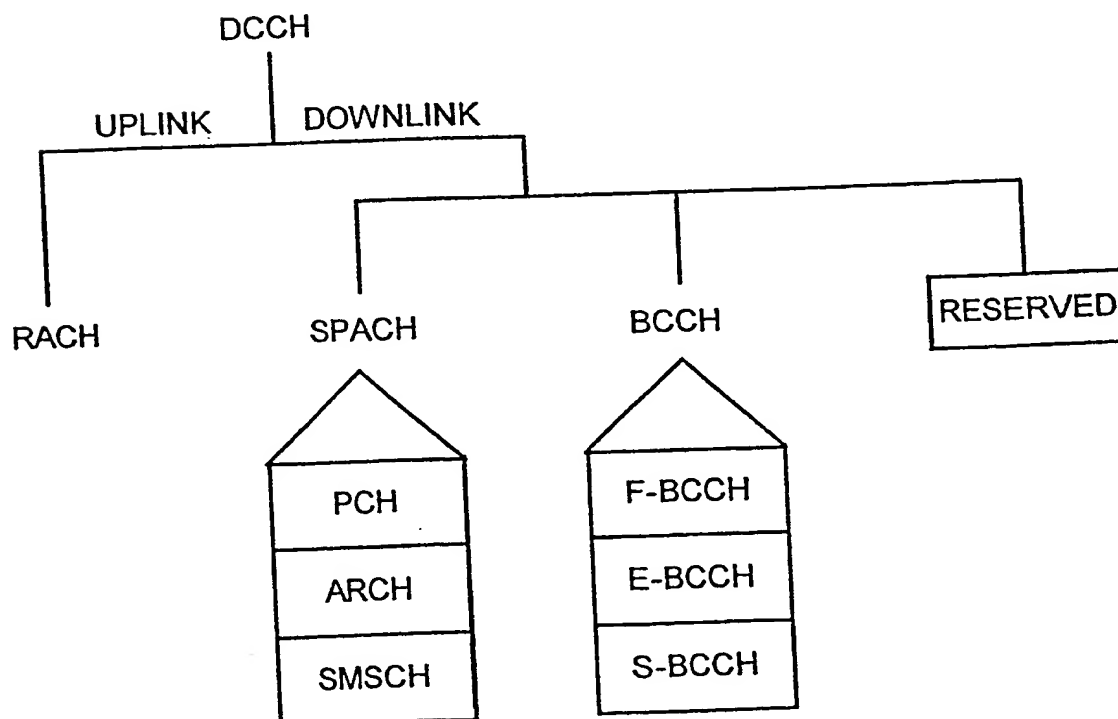 DCCH
UPLINK DOWNLINK
RACH SPACH BCCH RESERVED
PCH F-BCCH
ARCH E-BCCH
SMSCH S-BCCH